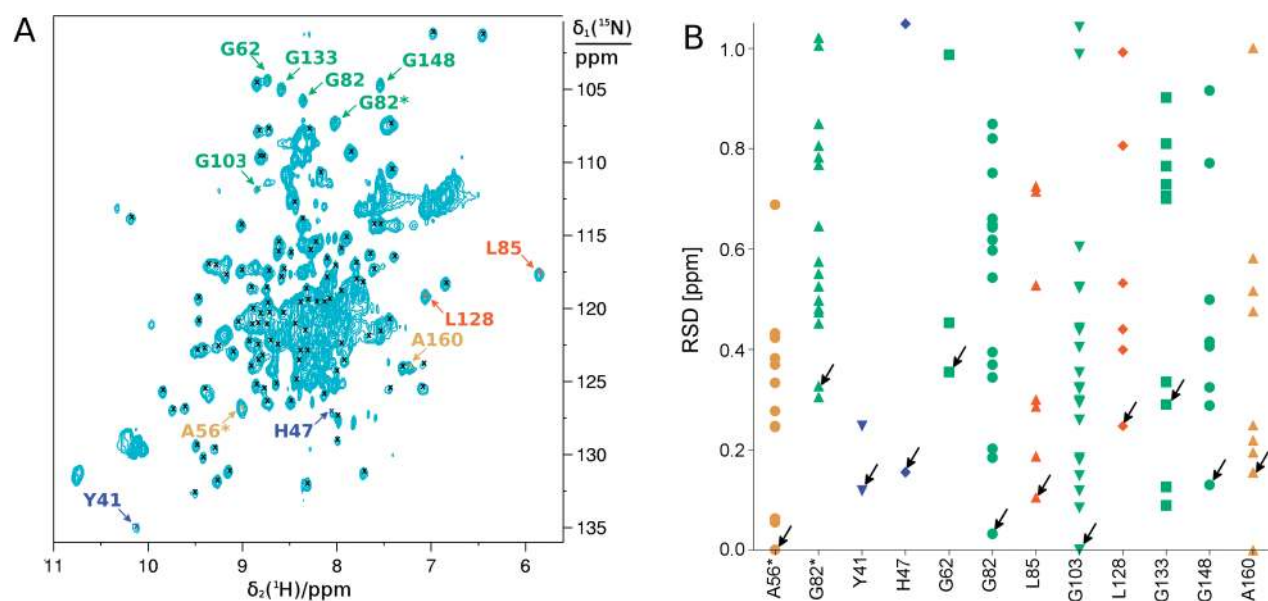 A
δ₁(¹⁵N)
ppm
G62
G133
G148
G82
G82*
G103
L85
L128
A160
A56*
H47
Y41
105
110
115
120
125
130
135
11 10 9 8 7 6
δ₂(¹H)/ppm
B
RSD [ppm]
1.0
0.8
0.6
0.4
0.2
0.0
A56* G82* Y41 H47 G62 G82 L85 G103 L128 G133 G148 A160